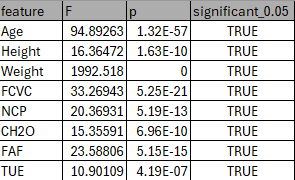 feature F p significant_0.05
Age 94.89263 1.32E-57 TRUE
Height 16.36472 1.63E-10 TRUE
Weight 1992.518 0 TRUE
FCVC 33.26943 5.25E-21 TRUE
NCP 20.36931 5.19E-13 TRUE
CH2O 15.35591 6.96E-10 TRUE
FAF 23.58806 5.15E-15 TRUE
TUE 10.90109 4.19E-07 TRUE